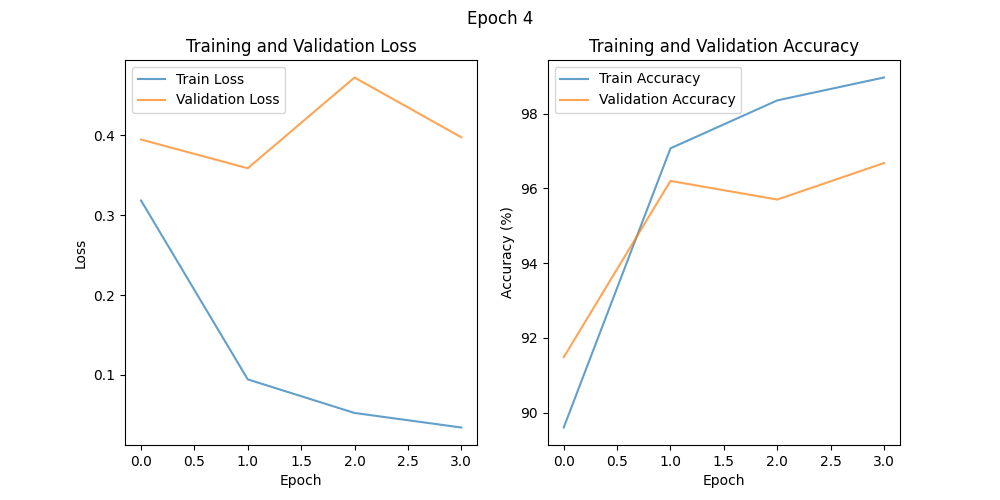 Epoch 4
Training and Validation Loss
Train Loss
Validation Loss
0.4
0.3
0.2
0.1
Loss
0.0 0.5 1.0 1.5 2.0 2.5 3.0
Epoch
Training and Validation Accuracy
Train Accuracy
Validation Accuracy
98
96
94
92
90
Accuracy (%)
0.0 0.5 1.0 1.5 2.0 2.5 3.0
Epoch